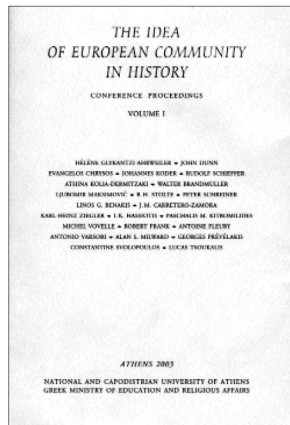 THE IDEA
OF EUROPEAN COMMUNITY
IN HISTORY
CONFERENCE PROCEEDINGS
VOLUME I
HÉLÈNE GLYKATZI AHRWEILER • JOHN DUNN
EVANGELOS CHRYSOS • JOHANNES KODER • RUDOLF SCHIEFFER
ATHINA KOLIA-DERMITZAKI • WALTER BRANDMÜLLER
LJUBOMIR MAKSIMOVIĆ • B.H. STOLTE • PETER SCHREINER
LINOS G. BENAKIS • J.M. CARRETERO-ZAMORA
KARL HEINZ ZIEGLER • I.K. HASSIOTIS • PASCHALIS M. KITROMILIDES
MICHEL VOVELLE • ROBERT FRANK • ANTOINE FLEURY
ANTONIO VARSORI • ALAN S. MILWARD • GEORGES PRÉVÉLAKIS
CONSTANTINE SVOLOPOULOS • LUCAS TSOUKALIS
ATHENS 2003
NATIONAL AND CAPODISTRIAN UNIVERSITY OF ATHENS
GREEK MINISTRY OF EDUCATION AND RELIGIOUS AFFAIRS